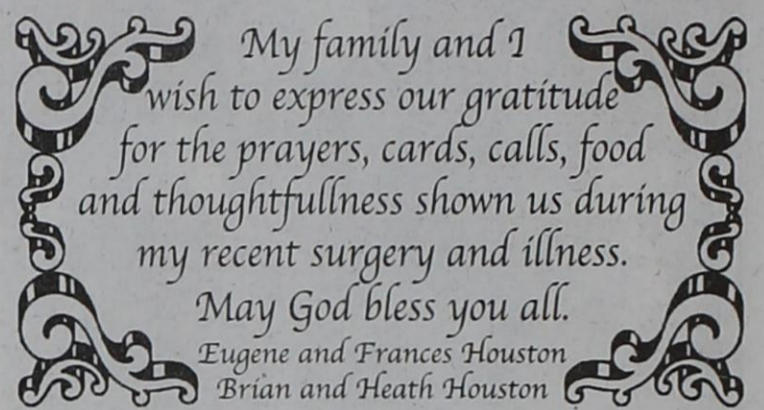 My family and I
wish to express our gratitude
for the prayers, cards, calls, food
and thoughtfullness shown us during
my recent surgery and illness.
May God bless you all.
Eugene and Frances Houston
Brian and Heath Houston